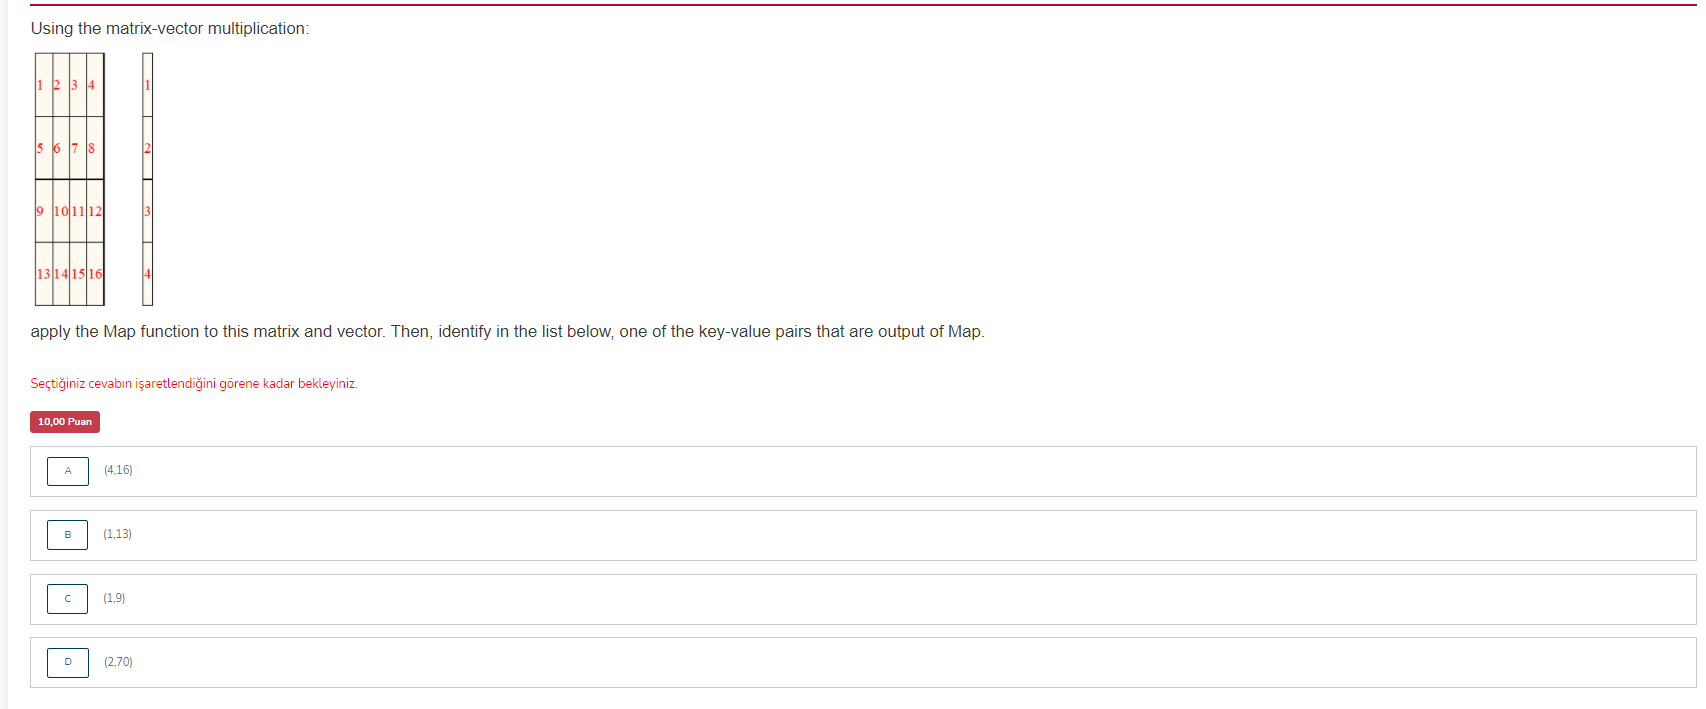 Using the matrix-vector multiplication:
1 2 3 4 1
5 6 7 8 2
9 10 11 12 3
13 14 15 16 4
apply the Map function to this matrix and vector. Then, identify in the list below, one of the key-value pairs that are output of Map.
Seçtiğiniz cevabın işaretlendiğini görene kadar bekleyiniz.
10,00 Puan
A (4,16)
B (1,13)
C (1,9)
D (2,70)